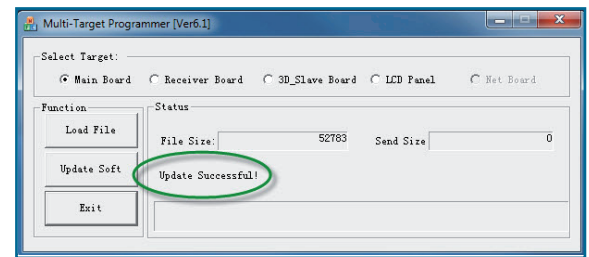 Multi-Target Programmer [Ver6.1]
Select Target:
Main Board Receiver Board 3D_Slave Board LCD Panel Net Board
Function
Status
Load File
File Size: 52783 Send Size 0
Update Soft
Update Successful!
Exit